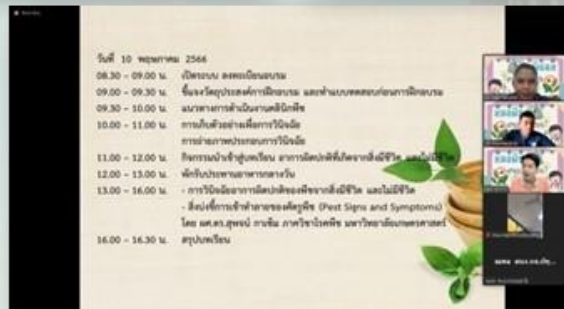 วันที่ 10 พฤษภาคม 2566
08.30 – 09.00 น. เปิดระบบ ลงทะเบียนอบรม
09.00 – 09.30 น. ชี้แจงวัตถุประสงค์การฝึกอบรม และทำแบบทดสอบก่อนการฝึกอบรม
09.30 – 10.00 น. แนวทางการดำเนินงานคลินิกพืช
10.00 – 11.00 น. การเก็บตัวอย่างเพื่อการวินิจฉัย
การถ่ายภาพประกอบการวินิจฉัย
11.00 – 12.00 น. กิจกรรมนำเข้าสู่บทเรียน อาการผิดปกติที่เกิดจากสิ่งมีชีวิต และไม่มีชีวิต
12.00 – 13.00 น. พักรับประทานอาหารกลางวัน
13.00 – 16.00 น. - การวินิจฉัยอาการผิดปกติของพืชจากสิ่งมีชีวิต และไม่มีชีวิต
- สิ่งบ่งชี้การเข้าทำลายของศัตรูพืช (Pest Signs and Symptoms)
โดย ผศ.ดร.สุพจน์ กาเซ็ม ภาควิชาโรคพืช มหาวิทยาลัยเกษตรศาสตร์
16.00 – 16.30 น. สรุปบทเรียน